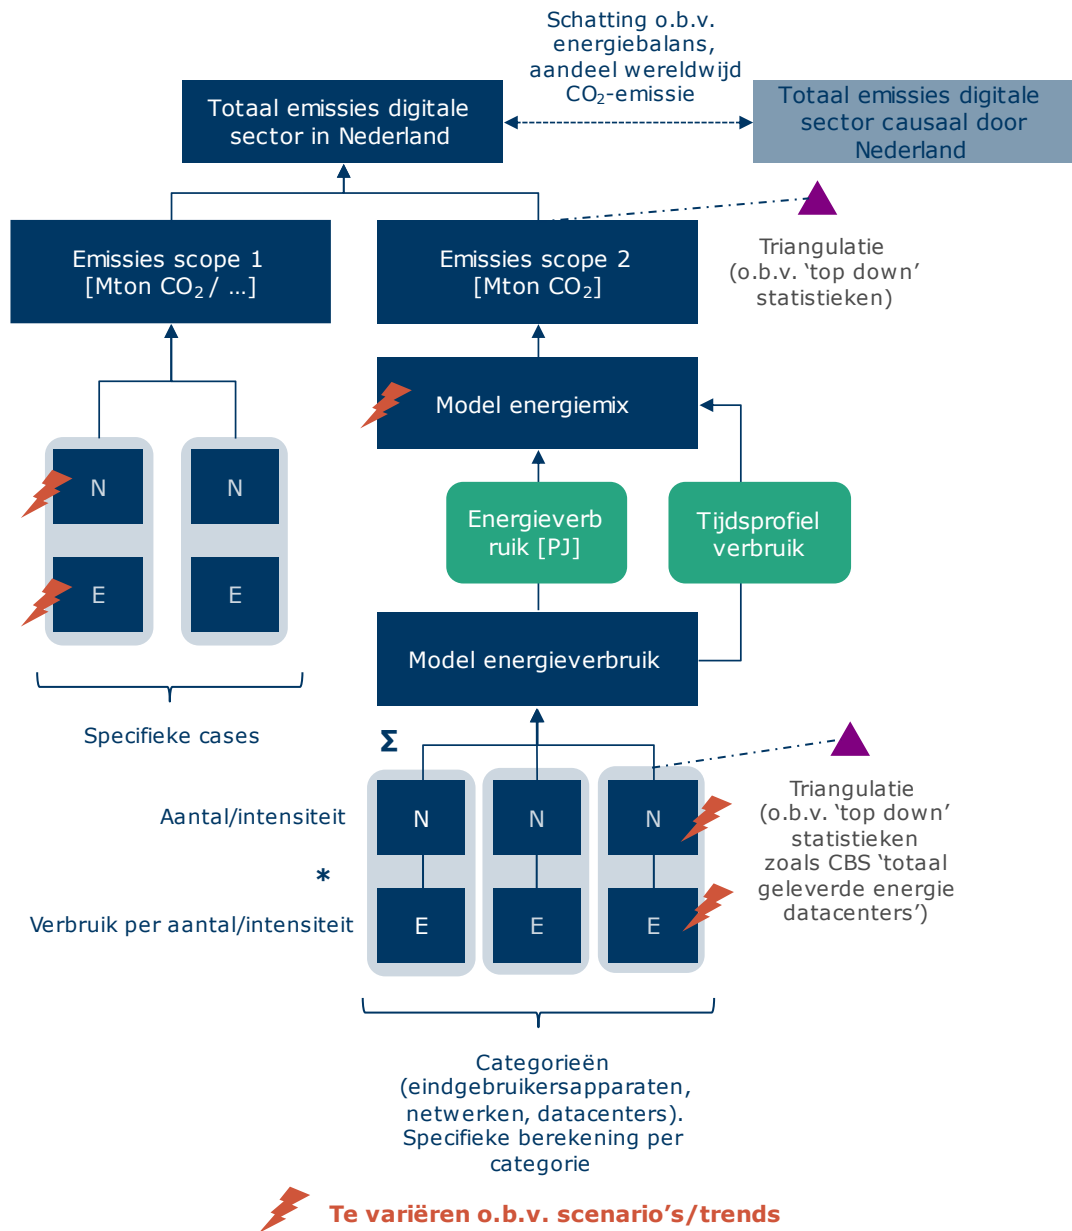 Schatting o.b.v.
energiebalans,
aandeel wereldwijd
CO₂-emissie
Totaal emissies digitale
sector in Nederland
Totaal emissies digitale
sector causaal door
Nederland
Emissies scope 1
[Mton CO₂ / ...]
Emissies scope 2
[Mton CO₂]
Triangulatie
(o.b.v. ‘top down’
statistieken)
Model energiemix
N
N
E
E
Energieverb
ruik [PJ]
Tijdsprofiel
verbruik
Model energieverbruik
Specifieke cases
Σ
Aantal/intensiteit
N
N
N
*
Verbruik per aantal/intensiteit
E
E
E
Triangulatie
(o.b.v. ‘top down’
statistieken
zoals CBS ‘totaal
geleverde energie
datacenters’)
Categorieën
(eindgebruikersapparaten,
netwerken, datacenters).
Specifieke berekening per
categorie
Te variëren o.b.v. scenario’s/trends